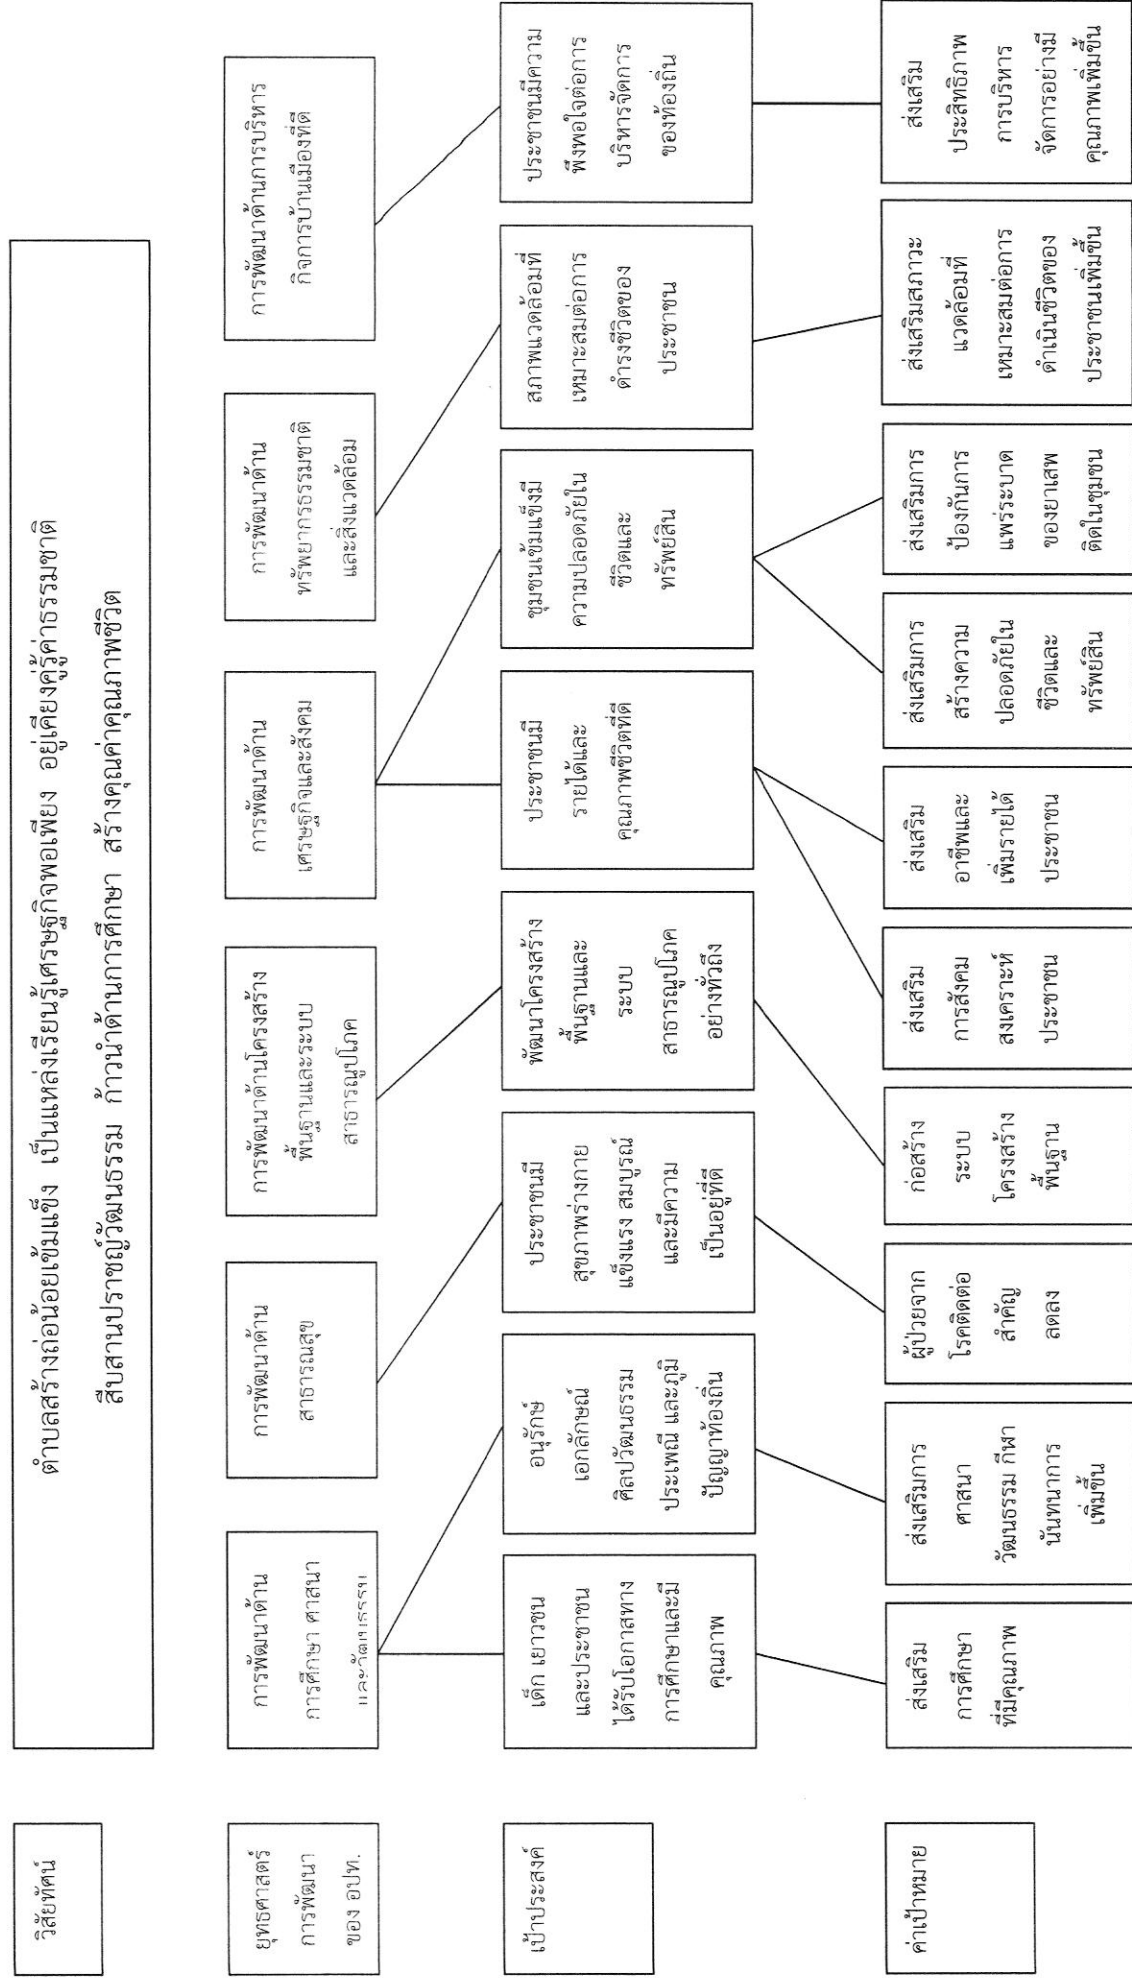 วิสัยทัศน์
ตำบลสร้างถ่อน้อยเข้มแข็ง เป็นแหล่งเรียนรู้เศรษฐกิจพอเพียง อยู่เคียงคู่รู้ค่าธรรมชาติ
สืบสานปราชญ์วัฒนธรรม ก้าวนำด้านการศึกษา สร้างคุณค่าคุณภาพชีวิต
ยุทธศาสตร์
การพัฒนา
ของ อปท.
การพัฒนาด้าน
การศึกษา ศาสนา
และวัฒนธรรม
การพัฒนาด้าน
สาธารณสุข
การพัฒนาด้านโครงสร้าง
พื้นฐานและระบบ
สาธารณูปโภค
การพัฒนาด้าน
เศรษฐกิจและสังคม
การพัฒนาด้าน
ทรัพยากรธรรมชาติ
และสิ่งแวดล้อม
การพัฒนาด้านการบริหาร
กิจการบ้านเมืองที่ดี
เป้าประสงค์
เด็ก เยาวชน
และประชาชน
ได้รับโอกาสทาง
การศึกษาและมี
คุณภาพ
อนุรักษ์
เอกลักษณ์
ศิลปวัฒนธรรม
ประเพณี และภูมิ
ปัญญาท้องถิ่น
ประชาชนมี
สุขภาพร่างกาย
แข็งแรง สมบูรณ์
และมีความ
เป็นอยู่ที่ดี
พัฒนาโครงสร้าง
พื้นฐานและ
ระบบ
สาธารณูปโภค
อย่างทั่วถึง
ประชาชนมี
รายได้และ
คุณภาพชีวิตที่ดี
ชุมชนเข้มแข็งมี
ความปลอดภัยใน
ชีวิตและ
ทรัพย์สิน
สภาพแวดล้อมที่
เหมาะสมต่อการ
ดำรงชีวิตของ
ประชาชน
ประชาชนมีความ
พึงพอใจต่อการ
บริหารจัดการ
ของท้องถิ่น
ค่าเป้าหมาย
ส่งเสริม
การศึกษา
ที่มีคุณภาพ
ส่งเสริมการ
ศาสนา
วัฒนธรรม กีฬา
นันทนาการ
เพิ่มขึ้น
ผู้ป่วยจาก
โรคติดต่อ
สำคัญ
ลดลง
ก่อสร้าง
ระบบ
โครงสร้าง
พื้นฐาน
ส่งเสริม
การสังคม
สงเคราะห์
ประชาชน
ส่งเสริม
อาชีพและ
เพิ่มรายได้
ประชาชน
ส่งเสริมการ
สร้างความ
ปลอดภัยใน
ชีวิตและ
ทรัพย์สิน
ส่งเสริมการ
ป้องกันการ
แพร่ระบาด
ของยาเสพ
ติดในชุมชน
ส่งเสริมสภาวะ
แวดล้อมที่
เหมาะสมต่อการ
ดำเนินชีวิตของ
ประชาชนเพิ่มขึ้น
ส่งเสริม
ประสิทธิภาพ
การบริหาร
จัดการอย่างมี
คุณภาพเพิ่มขึ้น